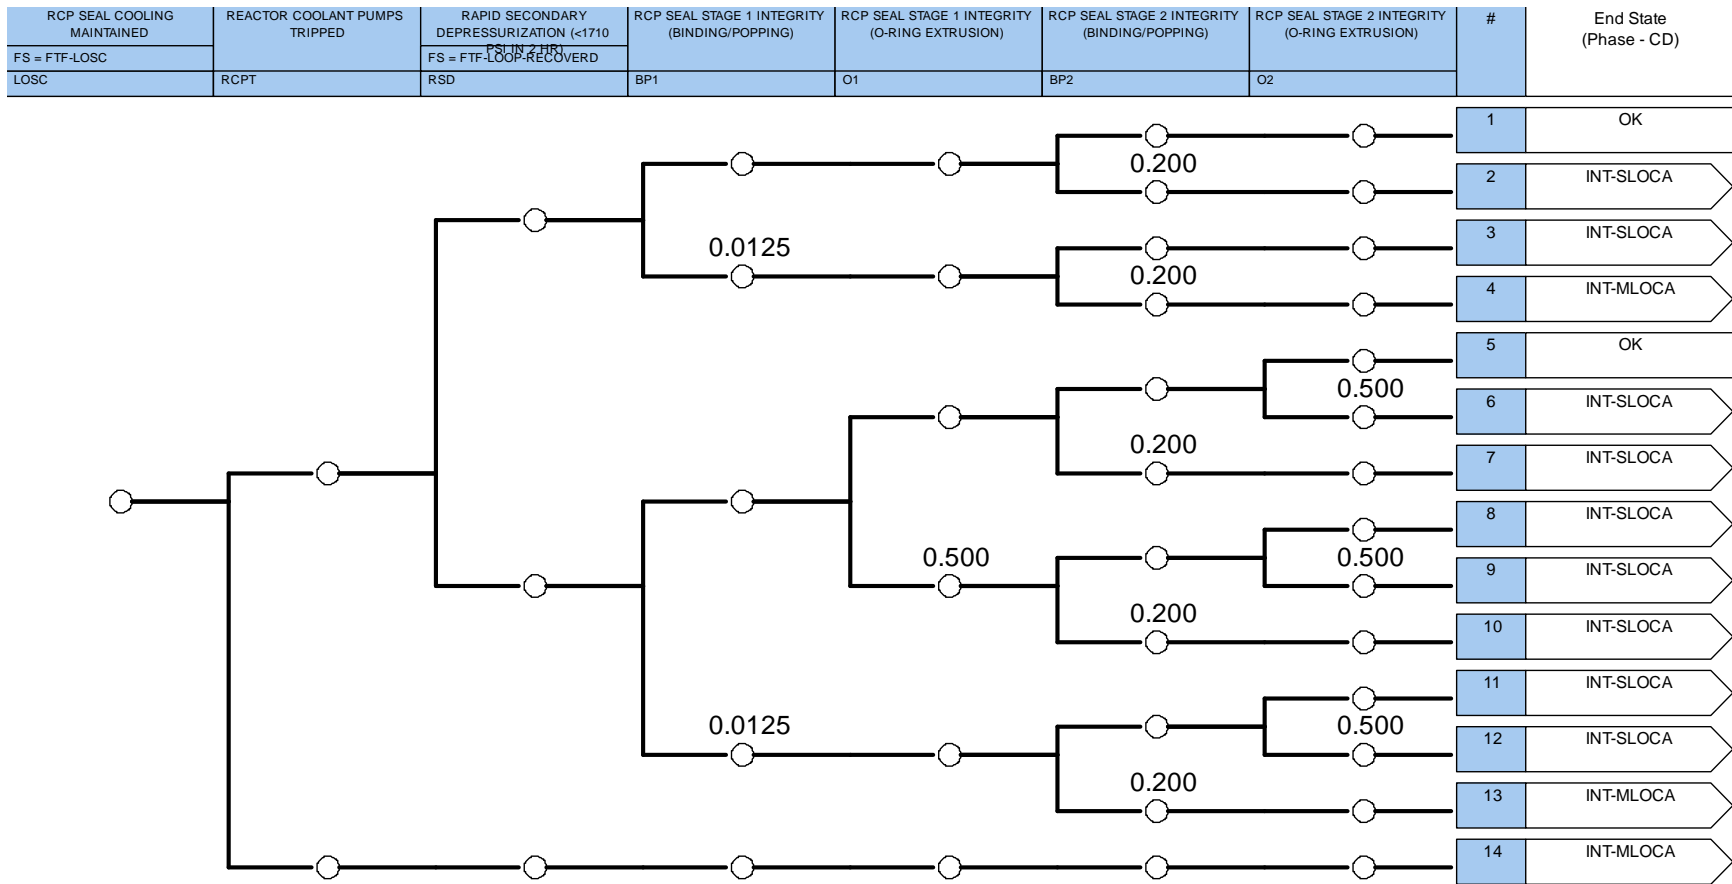 RCP SEAL COOLING
MAINTAINED
FS = FTF-LOSC
LOSC
REACTOR COOLANT PUMPS
TRIPPED
RCPT
RAPID SECONDARY
DEPRESSURIZATION (<1710
PSI IN 2 HR)
FS = FTF-LOOP-RECOVERD
RSD
RCP SEAL STAGE 1 INTEGRITY
(BINDING/POPPING)
BP1
RCP SEAL STAGE 1 INTEGRITY
(O-RING EXTRUSION)
O1
RCP SEAL STAGE 2 INTEGRITY
(BINDING/POPPING)
BP2
RCP SEAL STAGE 2 INTEGRITY
(O-RING EXTRUSION)
O2
#
End State
(Phase - CD)
1 OK
0.200
2 INT-SLOCA
0.0125
3 INT-SLOCA
0.200
4 INT-MLOCA
5 OK
0.500
6 INT-SLOCA
0.200
7 INT-SLOCA
8 INT-SLOCA
0.500 0.500
9 INT-SLOCA
0.200
10 INT-SLOCA
11 INT-SLOCA
0.0125 0.500
12 INT-SLOCA
0.200
13 INT-MLOCA
14 INT-MLOCA